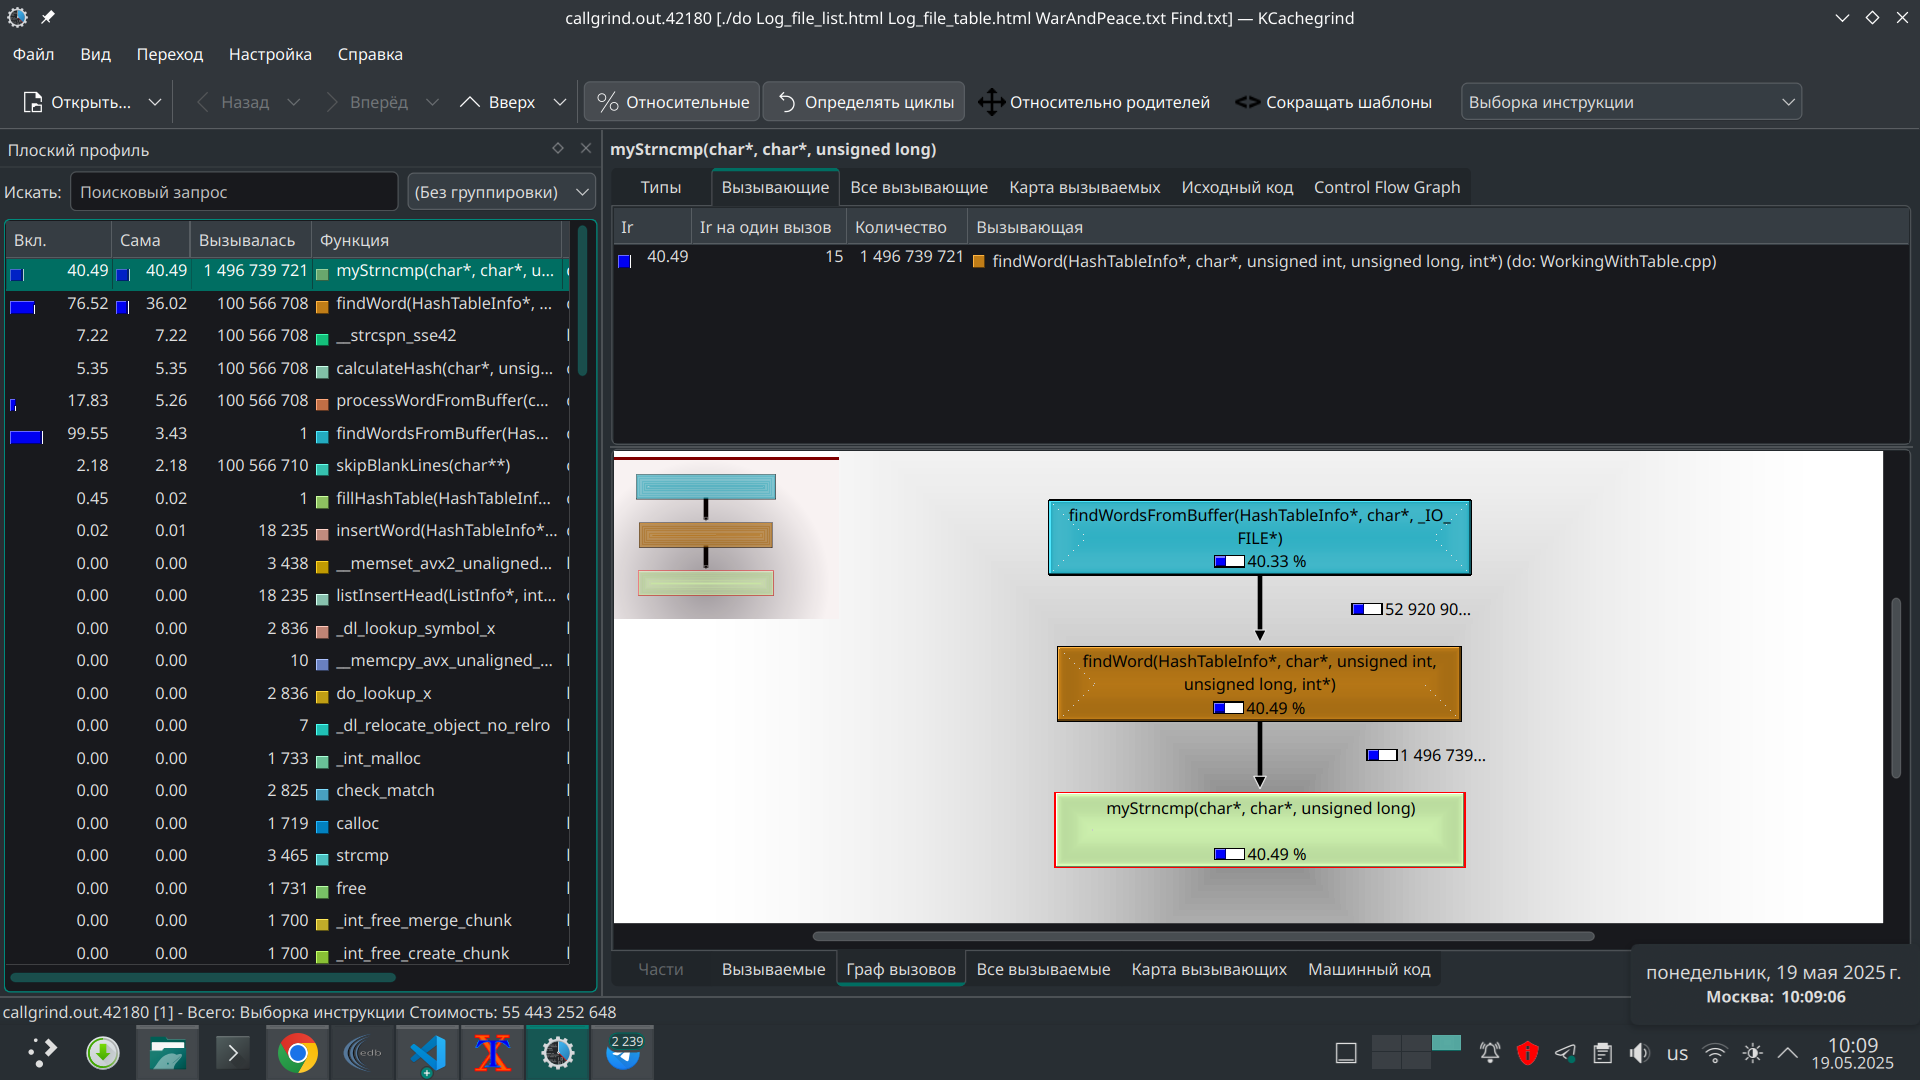 callgrind.out.42180 [./do Log_file_list.html Log_file_table.html WarAndPeace.txt Find.txt] — KCachegrind
Файл Вид Переход Настройка Справка
Открыть... Назад Вперёд Вверх Относительные Определять циклы Относительно родителей Сокращать шаблоны Выборка инструкции
Плоский профиль
Искать: Поисковый запрос (Без группировки)
Вкл. Сама Вызывалась Функция
40.49 40.49 1 496 739 721 myStrncmp(char*, char*, u...
76.52 36.02 100 566 708 findWord(HashTableInfo*, ...
7.22 7.22 100 566 708 __strcspn_sse42
5.35 5.35 100 566 708 calculateHash(char*, unsig...
17.83 5.26 100 566 708 processWordFromBuffer(c...
99.55 3.43 1 findWordsFromBuffer(Has...
2.18 2.18 100 566 710 skipBlankLines(char**)
0.45 0.02 1 fillHashTable(HashTableInf...
0.02 0.01 18 235 insertWord(HashTableInfo*...
0.00 0.00 3 438 __memset_avx2_unaligned...
0.00 0.00 18 235 listInsertHead(ListInfo*, int...
0.00 0.00 2 836 _dl_lookup_symbol_x
0.00 0.00 10 __memcpy_avx_unaligned_...
0.00 0.00 2 836 do_lookup_x
0.00 0.00 7 _dl_relocate_object_no_relro
0.00 0.00 1 733 _int_malloc
0.00 0.00 2 825 check_match
0.00 0.00 1 719 calloc
0.00 0.00 3 465 strcmp
0.00 0.00 1 731 free
0.00 0.00 1 700 _int_free_merge_chunk
0.00 0.00 1 700 _int_free_create_chunk
myStrncmp(char*, char*, unsigned long)
Типы Вызывающие Все вызывающие Карта вызываемых Исходный код Control Flow Graph
Ir Ir на один вызов Количество Вызывающая
40.49 15 1 496 739 721 findWord(HashTableInfo*, char*, unsigned int, unsigned long, int*) (do: WorkingWithTable.cpp)
findWordsFromBuffer(HashTableInfo*, char*, _IO_
FILE*)
40.33 %
52 920 90...
findWord(HashTableInfo*, char*, unsigned int,
unsigned long, int*)
40.49 %
1 496 739...
myStrncmp(char*, char*, unsigned long)
40.49 %
Части Вызываемые Граф вызовов Все вызываемые Карта вызывающих Машинный код
понедельник, 19 мая 2025 г.
Москва: 10:09:06
callgrind.out.42180 [1] - Всего: Выборка инструкции Стоимость: 55 443 252 648
edb
2 239
us
10:09
19.05.2025